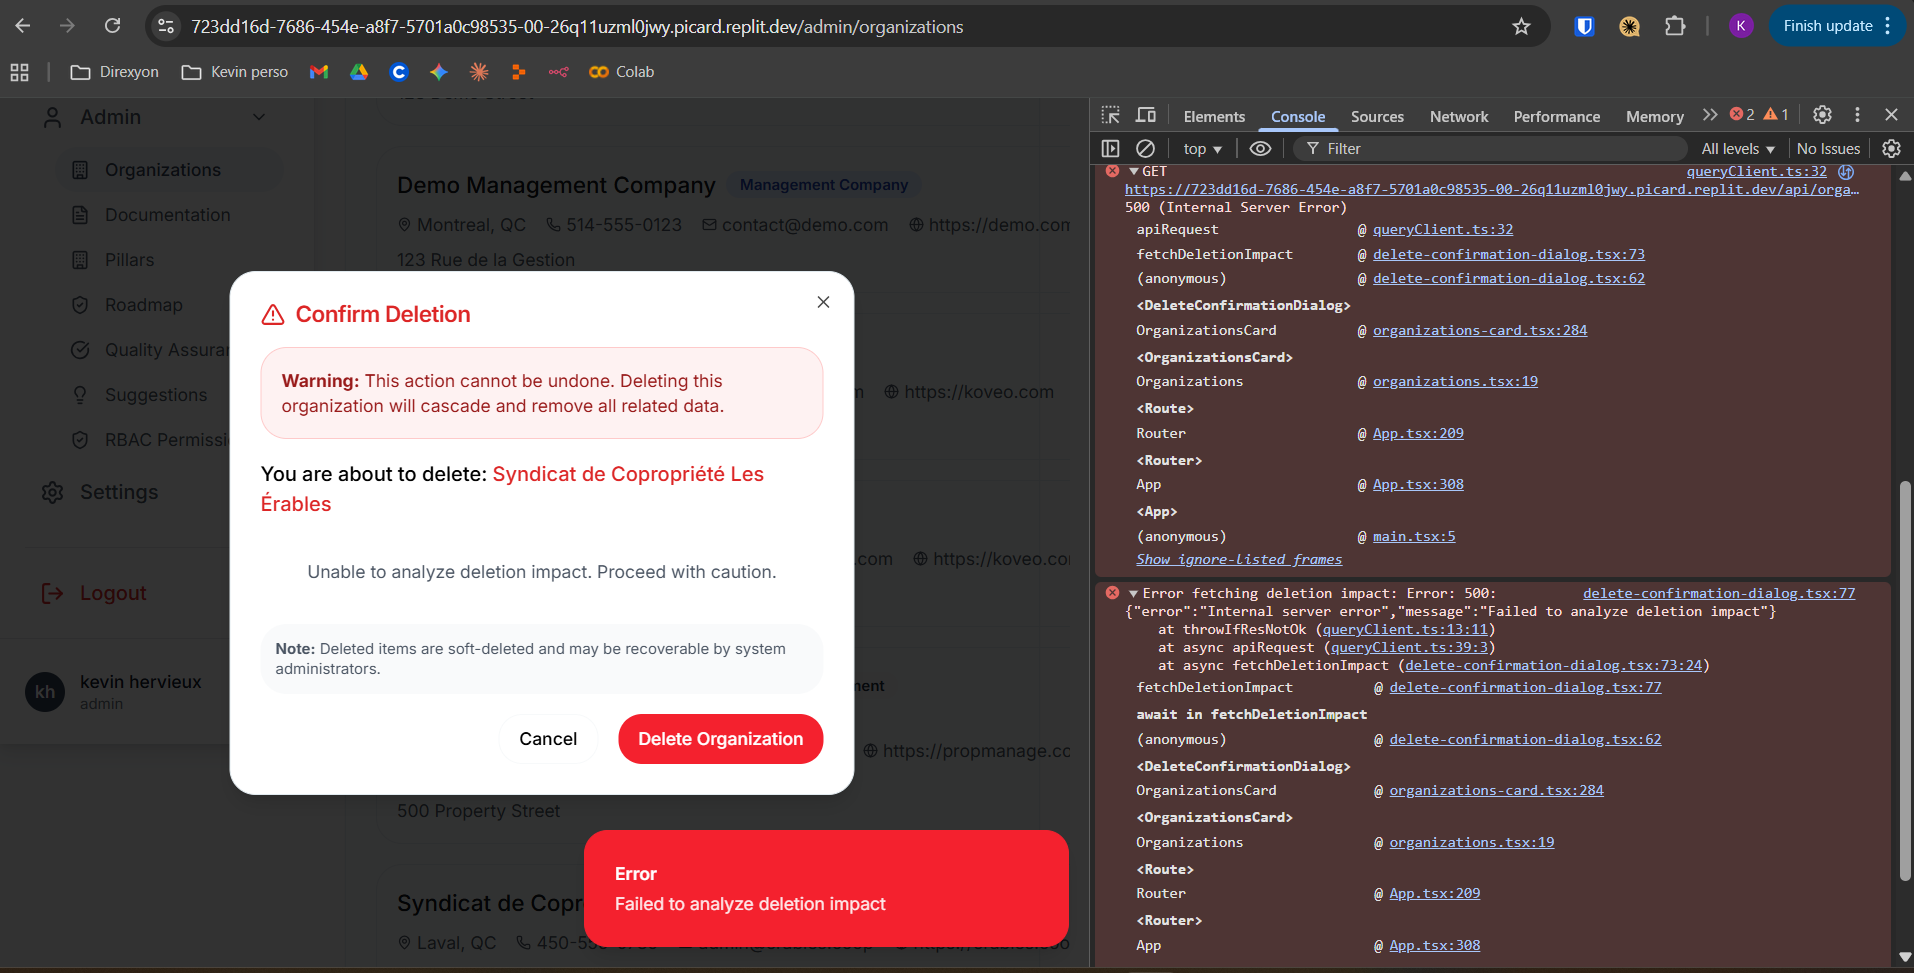 723dd16d-7686-454e-a8f7-5701a0c98535-00-26q11uzml0jwy.picard.replit.dev/admin/organizations
K
Finish update
Direxyon
Kevin perso
Colab
Admin
Organizations
Documentation
Pillars
Roadmap
Quality Assuran
Suggestions
RBAC Permissi
Settings
Logout
kh
kevin hervieux
admin
Demo Management Company
Management Company
Montreal, QC
514-555-0123
contact@demo.com
https://demo.com
123 Rue de la Gestion
https://koveo.com
.com
https://koveo.co
ment
https://propmanage.co
500 Property Street
Syndicat de Copr
Laval, QC
Confirm Deletion
Warning: This action cannot be undone. Deleting this
organization will cascade and remove all related data.
You are about to delete: Syndicat de Copropriété Les
Érables
Unable to analyze deletion impact. Proceed with caution.
Note: Deleted items are soft-deleted and may be recoverable by system
administrators.
Cancel
Delete Organization
Error
Failed to analyze deletion impact
Elements
Console
Sources
Network
Performance
Memory
2
1
top
Filter
All levels
No Issues
GET queryClient.ts:32
https://723dd16d-7686-454e-a8f7-5701a0c98535-00-26q11uzml0jwy.picard.replit.dev/api/orga…
500 (Internal Server Error)
apiRequest @ queryClient.ts:32
fetchDeletionImpact @ delete-confirmation-dialog.tsx:73
(anonymous) @ delete-confirmation-dialog.tsx:62
<DeleteConfirmationDialog>
OrganizationsCard @ organizations-card.tsx:284
<OrganizationsCard>
Organizations @ organizations.tsx:19
<Route>
Router @ App.tsx:209
<Router>
App @ App.tsx:308
<App>
(anonymous) @ main.tsx:5
Show ignore-listed frames
Error fetching deletion impact: Error: 500: delete-confirmation-dialog.tsx:77
{"error":"Internal server error","message":"Failed to analyze deletion impact"}
at throwIfResNotOk (queryClient.ts:13:11)
at async apiRequest (queryClient.ts:39:3)
at async fetchDeletionImpact (delete-confirmation-dialog.tsx:73:24)
fetchDeletionImpact @ delete-confirmation-dialog.tsx:77
await in fetchDeletionImpact
(anonymous) @ delete-confirmation-dialog.tsx:62
<DeleteConfirmationDialog>
OrganizationsCard @ organizations-card.tsx:284
<OrganizationsCard>
Organizations @ organizations.tsx:19
<Route>
Router @ App.tsx:209
<Router>
App @ App.tsx:308